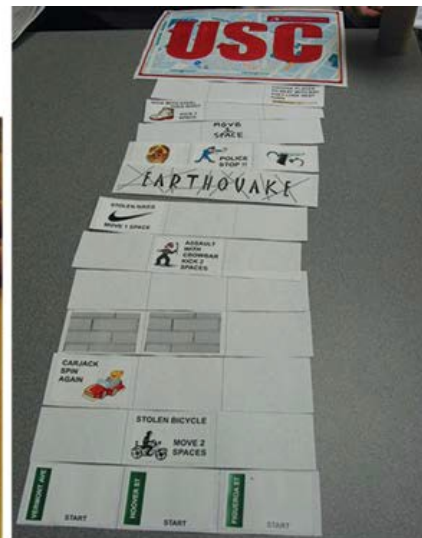 USC
MOVE
SPACE
POLICE
STOP !!
EARTHQUAKE
STOLEN NIKES
MOVE 1 SPACE
ASSAULT
WITH
CROWBAR
KICK 2
SPACES
CARJACK
SPIN
AGAIN
STOLEN BICYCLE
MOVE 2
SPACES
VERMONT AVE
HOOVER ST
FIGUEROA ST
START
START
START